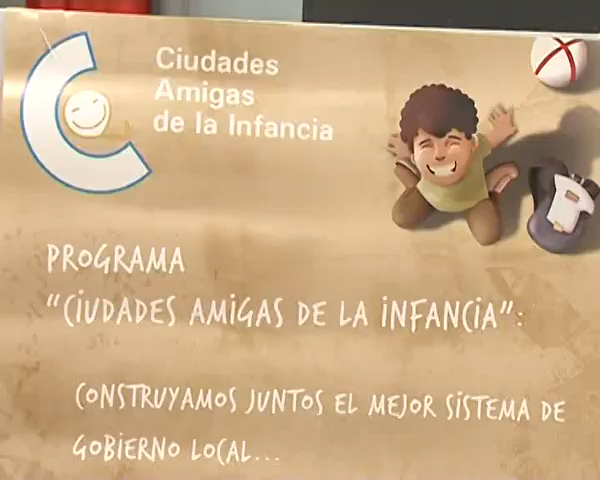 Ciudades
Amigas
de la Infancia
PROGRAMA
"CIUDADES AMIGAS DE LA INFANCIA":
CONSTRUYAMOS JUNTOS EL MEJOR SISTEMA DE
GOBIERNO LOCAL...